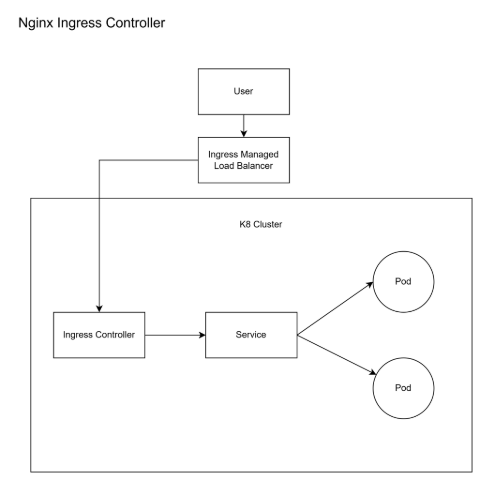 Nginx Ingress Controller
User
Ingress Managed
Load Balancer
K8 Cluster
Ingress Controller
Service
Pod
Pod